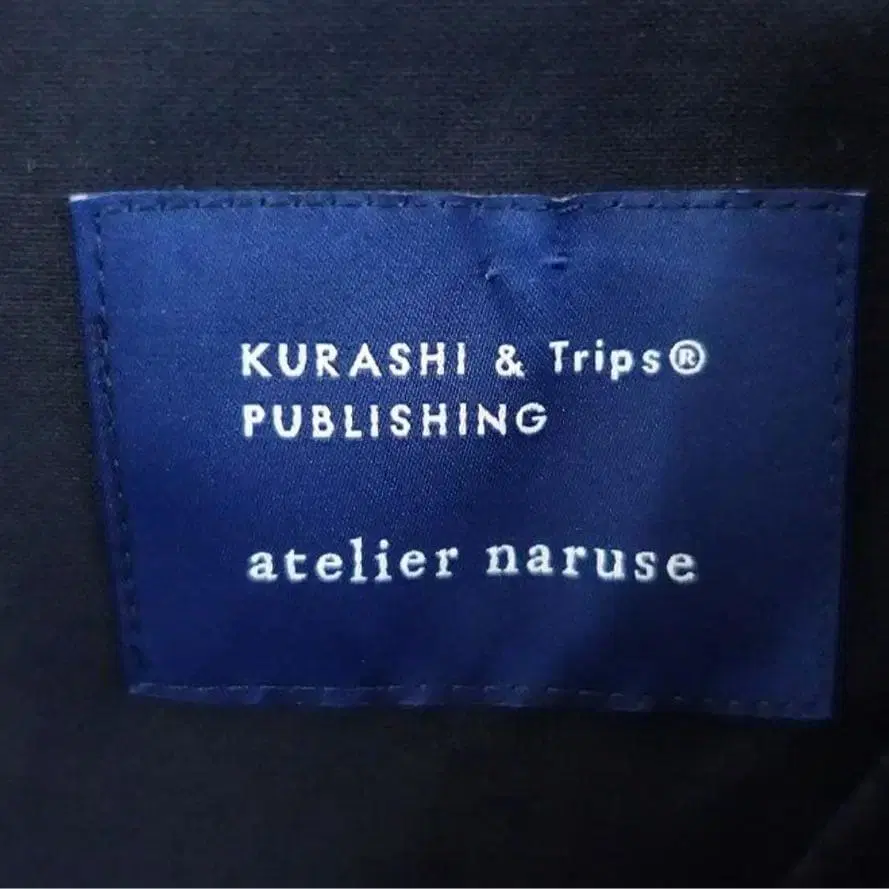 KURASHI & Trips®
PUBLISHING
atelier naruse